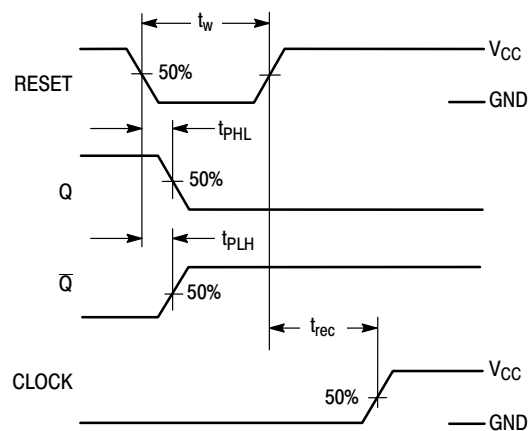 tw
VCC
50%
RESET
GND
tPHL
50%
Q
tPLH
Q̅
50%
trec
VCC
CLOCK
50%
GND